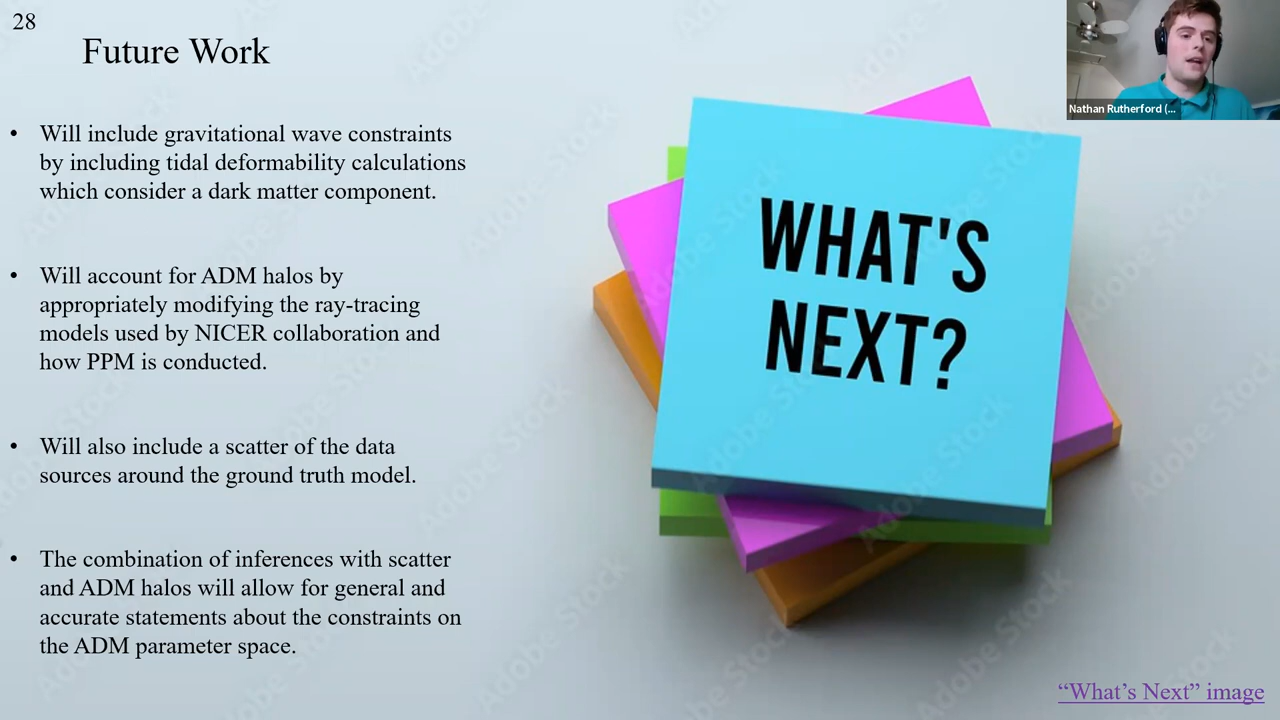 28
Future Work
• Will include gravitational wave constraints
by including tidal deformability calculations
which consider a dark matter component.
• Will account for ADM halos by
appropriately modifying the ray-tracing
models used by NICER collaboration and
how PPM is conducted.
• Will also include a scatter of the data
sources around the ground truth model.
• The combination of inferences with scatter
and ADM halos will allow for general and
accurate statements about the constraints on
the ADM parameter space.
WHAT'S
NEXT?
Nathan Rutherford (...
“What’s Next” image
Adobe Stock